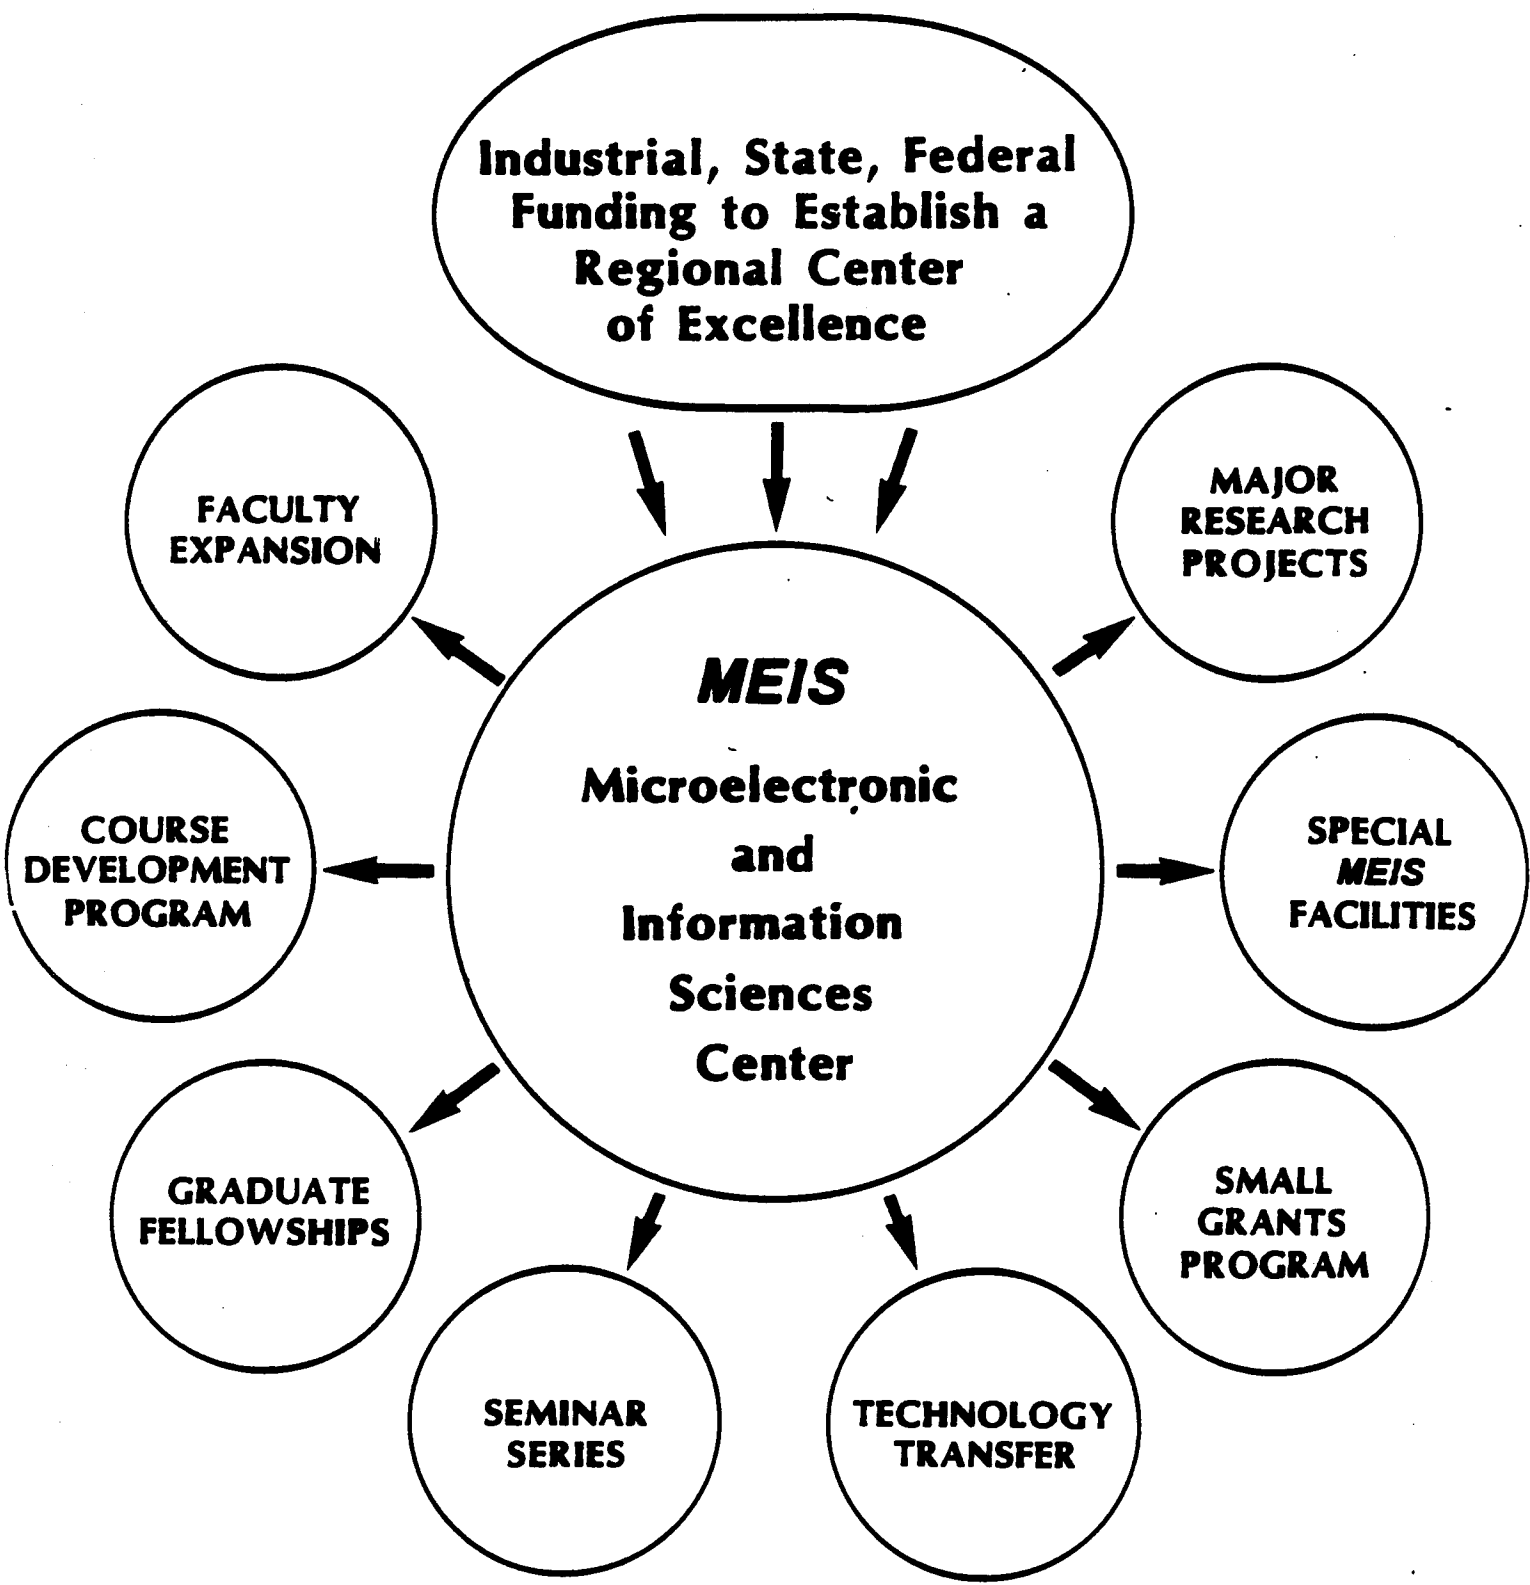 Industrial, State, Federal
Funding to Establish a
Regional Center
of Excellence
FACULTY
EXPANSION
MAJOR
RESEARCH
PROJECTS
MEIS
Microelectronic
and
Information
Sciences
Center
COURSE
DEVELOPMENT
PROGRAM
SPECIAL
MEIS
FACILITIES
GRADUATE
FELLOWSHIPS
SMALL
GRANTS
PROGRAM
SEMINAR
SERIES
TECHNOLOGY
TRANSFER